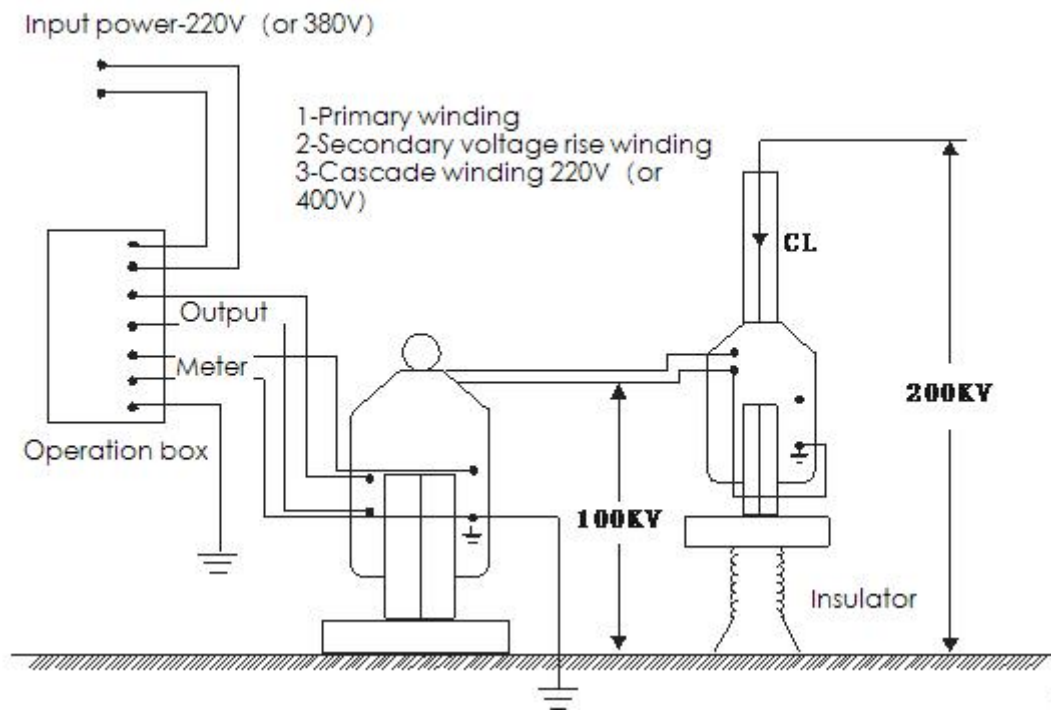 Input power-220V（or 380V）
1-Primary winding
2-Secondary voltage rise winding
3-Cascade winding 220V（or
400V）
CL
Output
Meter
200KV
Operation box
100KV
Insulator